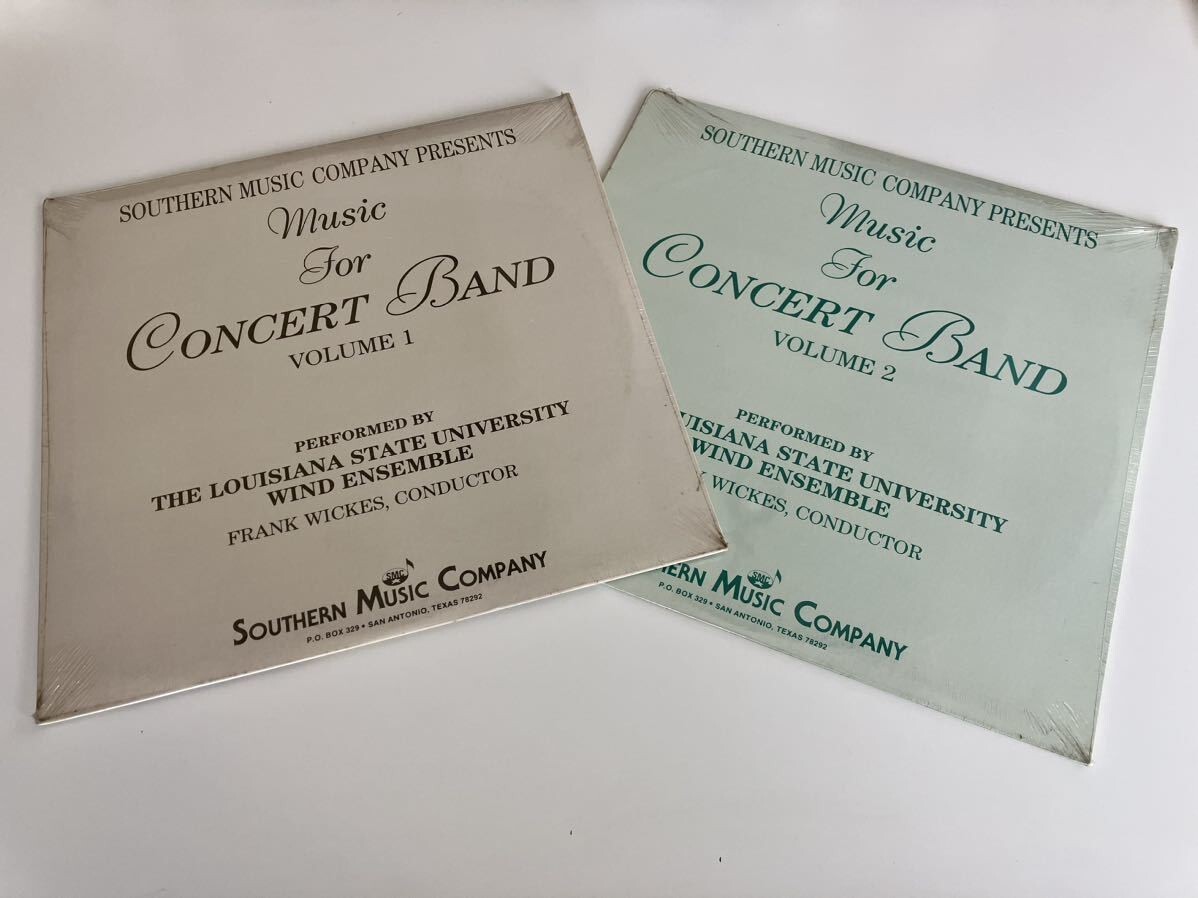 SOUTHERN MUSIC COMPANY PRESENTS
Music
For
CONCERT BAND
VOLUME 1
PERFORMED BY
THE LOUISIANA STATE UNIVERSITY
WIND ENSEMBLE
FRANK WICKES, CONDUCTOR
SMC
SOUTHERN MUSIC COMPANY
P.O. BOX 329 • SAN ANTONIO, TEXAS 78292
SOUTHERN MUSIC COMPANY PRESENTS
Music
For
CONCERT BAND
VOLUME 2
PERFORMED BY
UISIANA STATE UNIVERSITY
WIND ENSEMBLE
K WICKES, CONDUCTOR
SMC
HERN MUSIC COMPANY
P.O. BOX 329 • SAN ANTONIO, TEXAS 78292